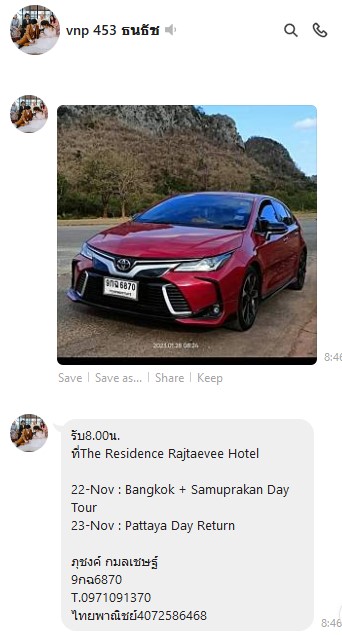 vnp 453 ธนธัช
9กฉ 6870
2023.01.28 08:24
8:46
Save | Save as... | Share | Keep
รับ8.00น.
ที่The Residence Rajtaevee Hotel
22-Nov : Bangkok + Samuprakan Day
Tour
23-Nov : Pattaya Day Return
ภุชงค์ กมลเชษฐ์
9กฉ6870
T.0971091370
ไทยพาณิชย์4072586468
8:46